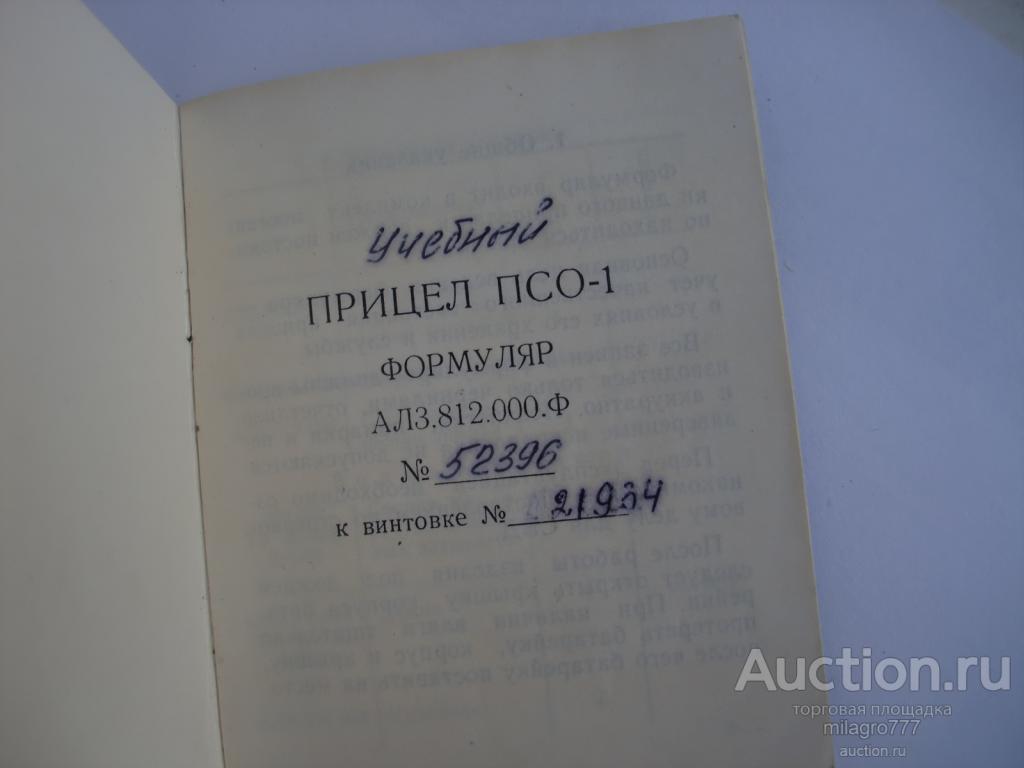 Учебный
ПРИЦЕЛ ПСО-1
ФОРМУЛЯР
АЛ3.812.000.Ф
№ 52396
к винтовке № 21934
Auction.ru
торговая площадка
milagro777
auction.ru